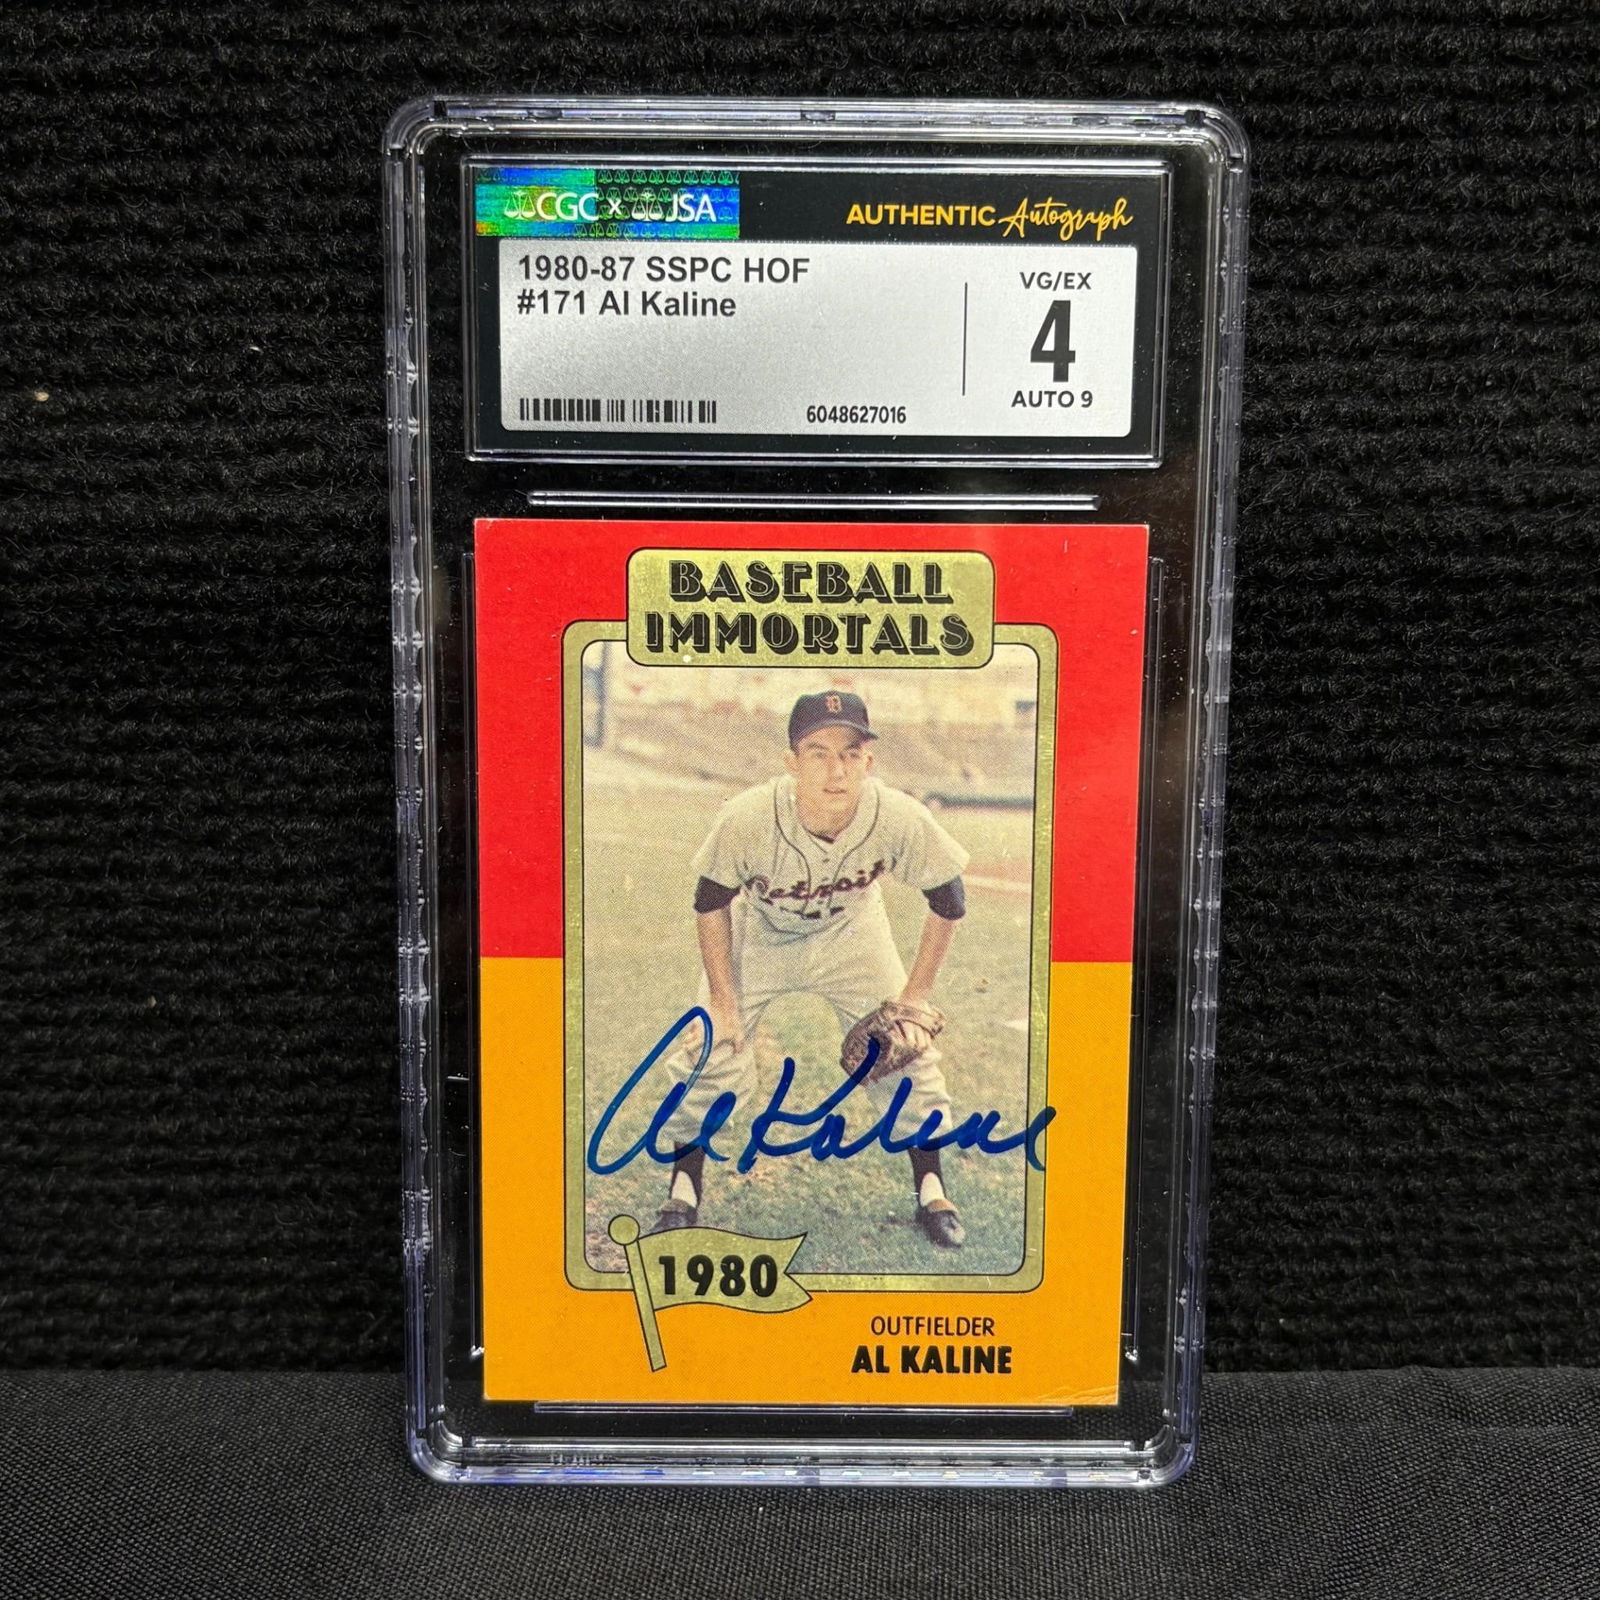 CGC x JSA
AUTHENTIC Autograph
1980-87 SSPC HOF
#171 Al Kaline
VG/EX
4
AUTO 9
6048627016
BASEBALL
IMMORTALS
D
Detroit
Al Kaline
1980
OUTFIELDER
AL KALINE